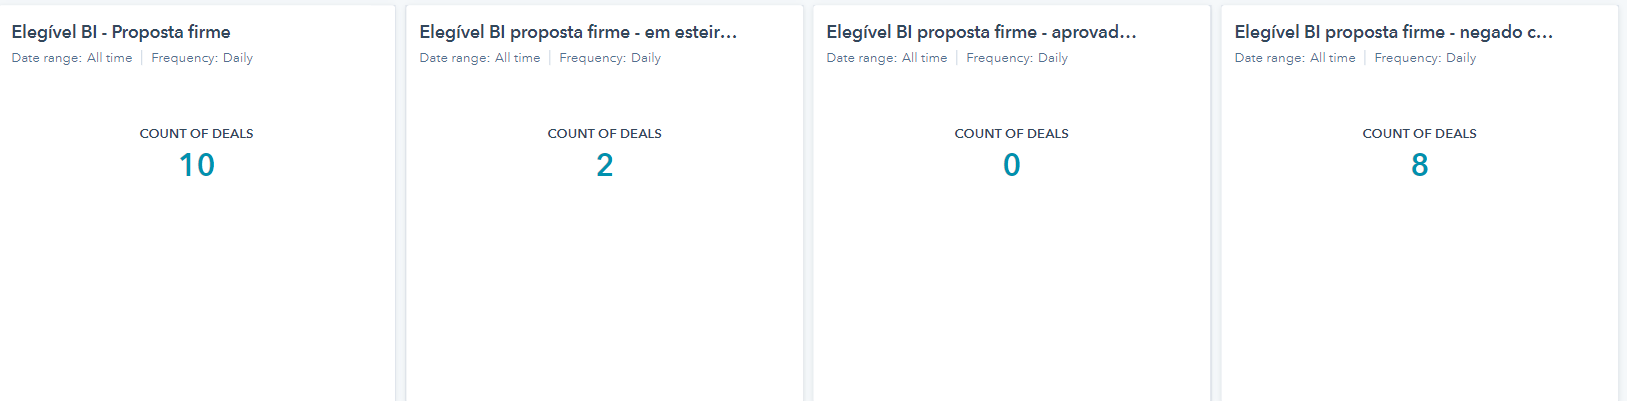 Elegível BI - Proposta firme
Date range: All time | Frequency: Daily
COUNT OF DEALS
10
Elegível BI proposta firme - em esteir...
Date range: All time | Frequency: Daily
COUNT OF DEALS
2
Elegível BI proposta firme - aprovad...
Date range: All time | Frequency: Daily
COUNT OF DEALS
0
Elegível BI proposta firme - negado c...
Date range: All time | Frequency: Daily
COUNT OF DEALS
8